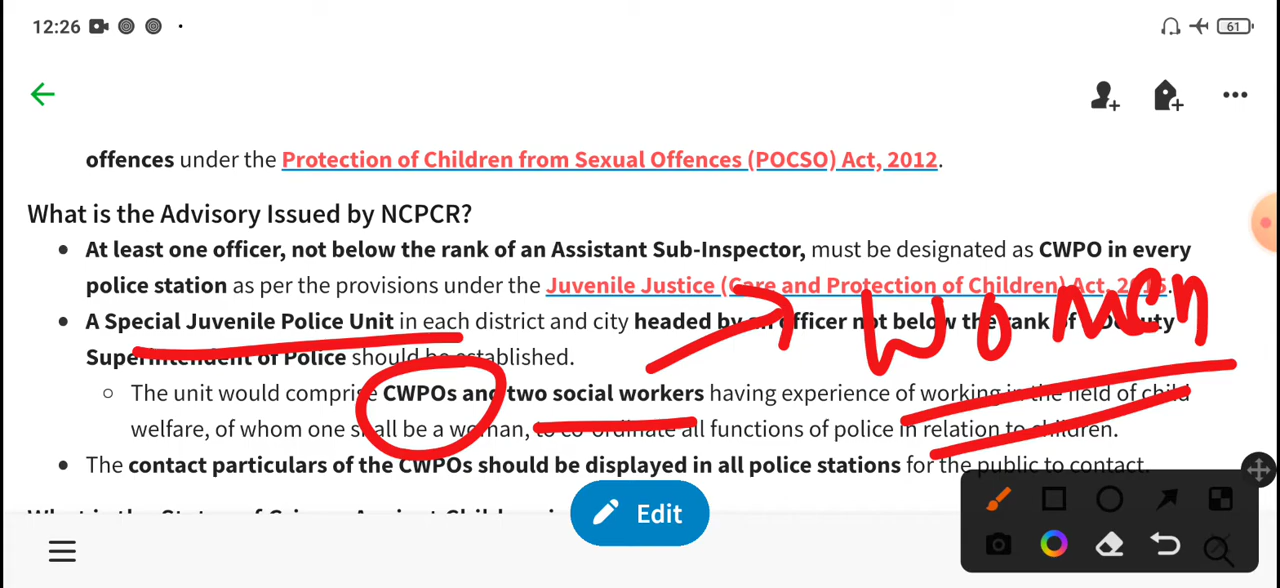 12:26
61
offences under the Protection of Children from Sexual Offences (POCSO) Act, 2012.
What is the Advisory Issued by NCPCR?
At least one officer, not below the rank of an Assistant Sub-Inspector, must be designated as CWPO in every
police station as per the provisions under the Juvenile Justice (Care and Protection of Children) Act, 2015.
women
A Special Juvenile Police Unit in each district and city headed by an officer not below the rank of a Deputy
Superintendent of Police should be established.
The unit would comprise CWPOs and two social workers having experience of working in the field of child
welfare, of whom one shall be a woman, to co-ordinate all functions of police in relation to children.
The contact particulars of the CWPOs should be displayed in all police stations for the public to contact.
Edit